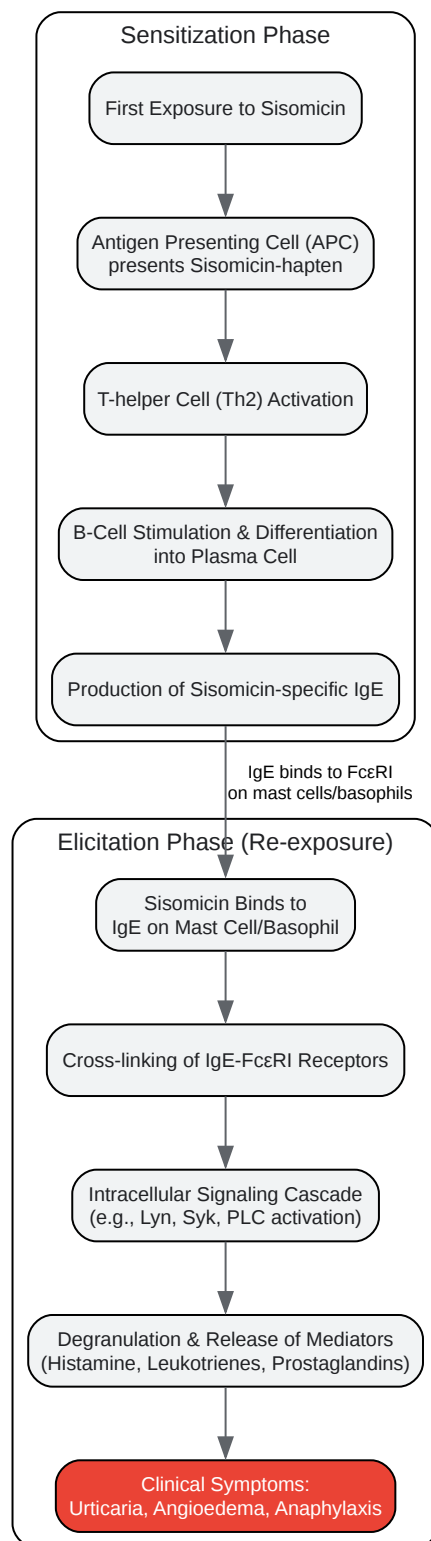 Sensitization Phase
First Exposure to Sisomicin
Antigen Presenting Cell (APC)
presents Sisomicin-hapten
T-helper Cell (Th2) Activation
B-Cell Stimulation & Differentiation
into Plasma Cell
Production of Sisomicin-specific IgE
IgE binds to FcεRI
on mast cells/basophils
Elicitation Phase (Re-exposure)
Sisomicin Binds to
IgE on Mast Cell/Basophil
Cross-linking of IgE-FcεRI Receptors
Intracellular Signaling Cascade
(e.g., Lyn, Syk, PLC activation)
Degranulation & Release of Mediators
(Histamine, Leukotrienes, Prostaglandins)
Clinical Symptoms:
Urticaria, Angioedema, Anaphylaxis